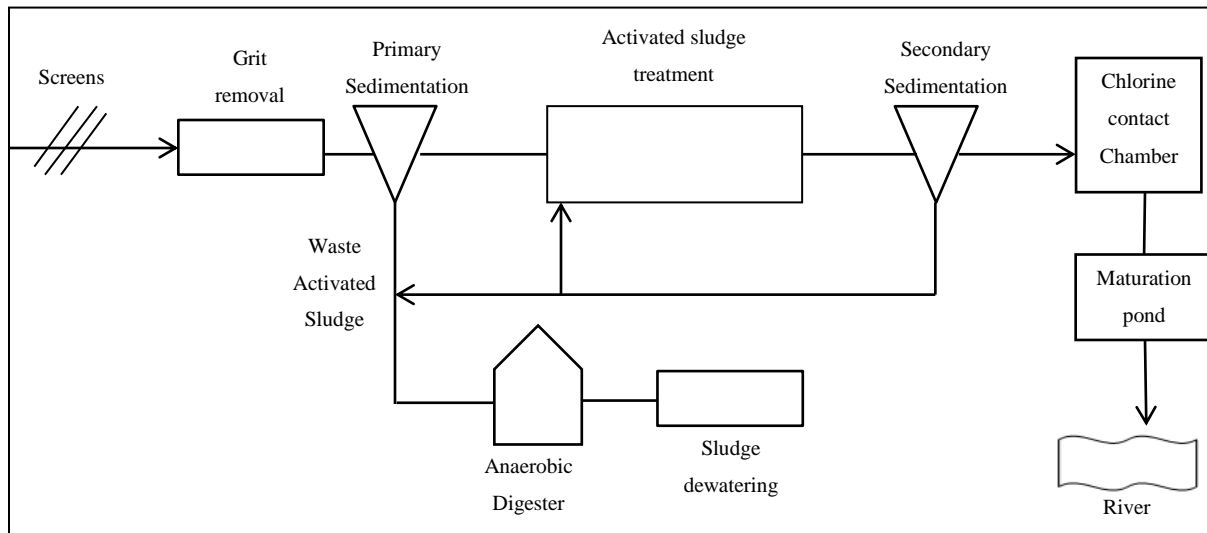 Screens
Grit
removal
Primary
Sedimentation
Activated sludge
treatment
Secondary
Sedimentation
Chlorine
contact
Chamber
Waste
Activated
Sludge
Maturation
pond
Anaerobic
Digester
Sludge
dewatering
River